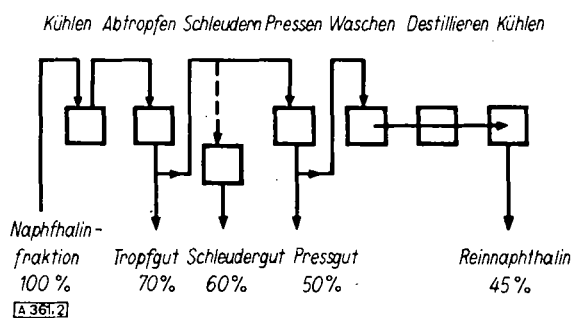 Kühlen Abtropfen Schleudern Pressen Waschen Destillieren Kühlen
Naphfhalin-
fraktion
100 %
Tropfgut
70%
Schleudergut
60%
Pressgut
50%
Reinnaphthalin
45%
A 361.2